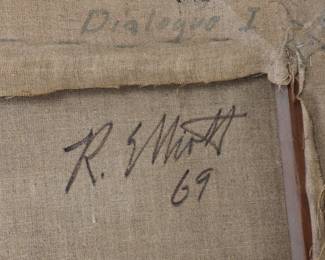 Dialogue I
R. Elliott
69